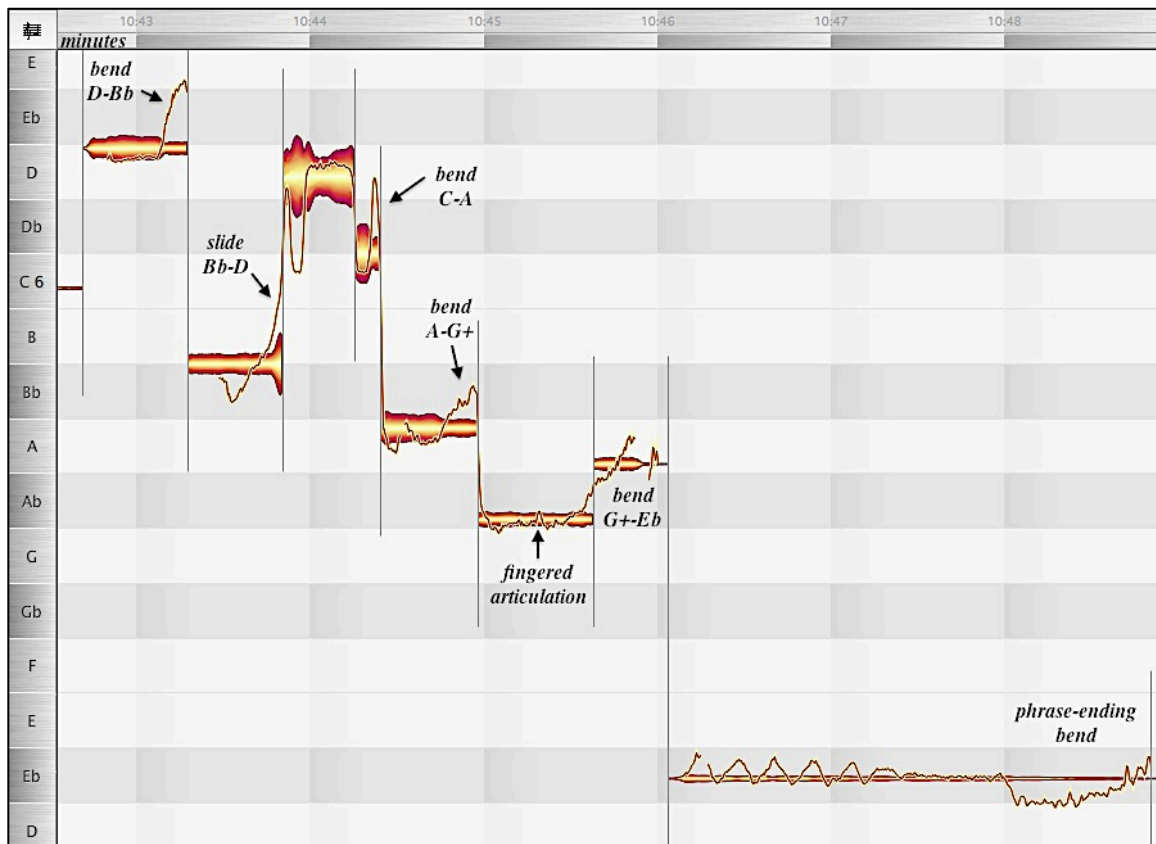 10:43 10:44 10:45 10:46 10:47 10:48
minutes
E
bend
D-Bb
Eb
D
bend
C-A
Db
slide
Bb-D
C 6
bend
A-G+
B
Bb
A
Ab
bend
G+-Eb
G
fingered
articulation
Gb
F
E
phrase-ending
bend
Eb
D